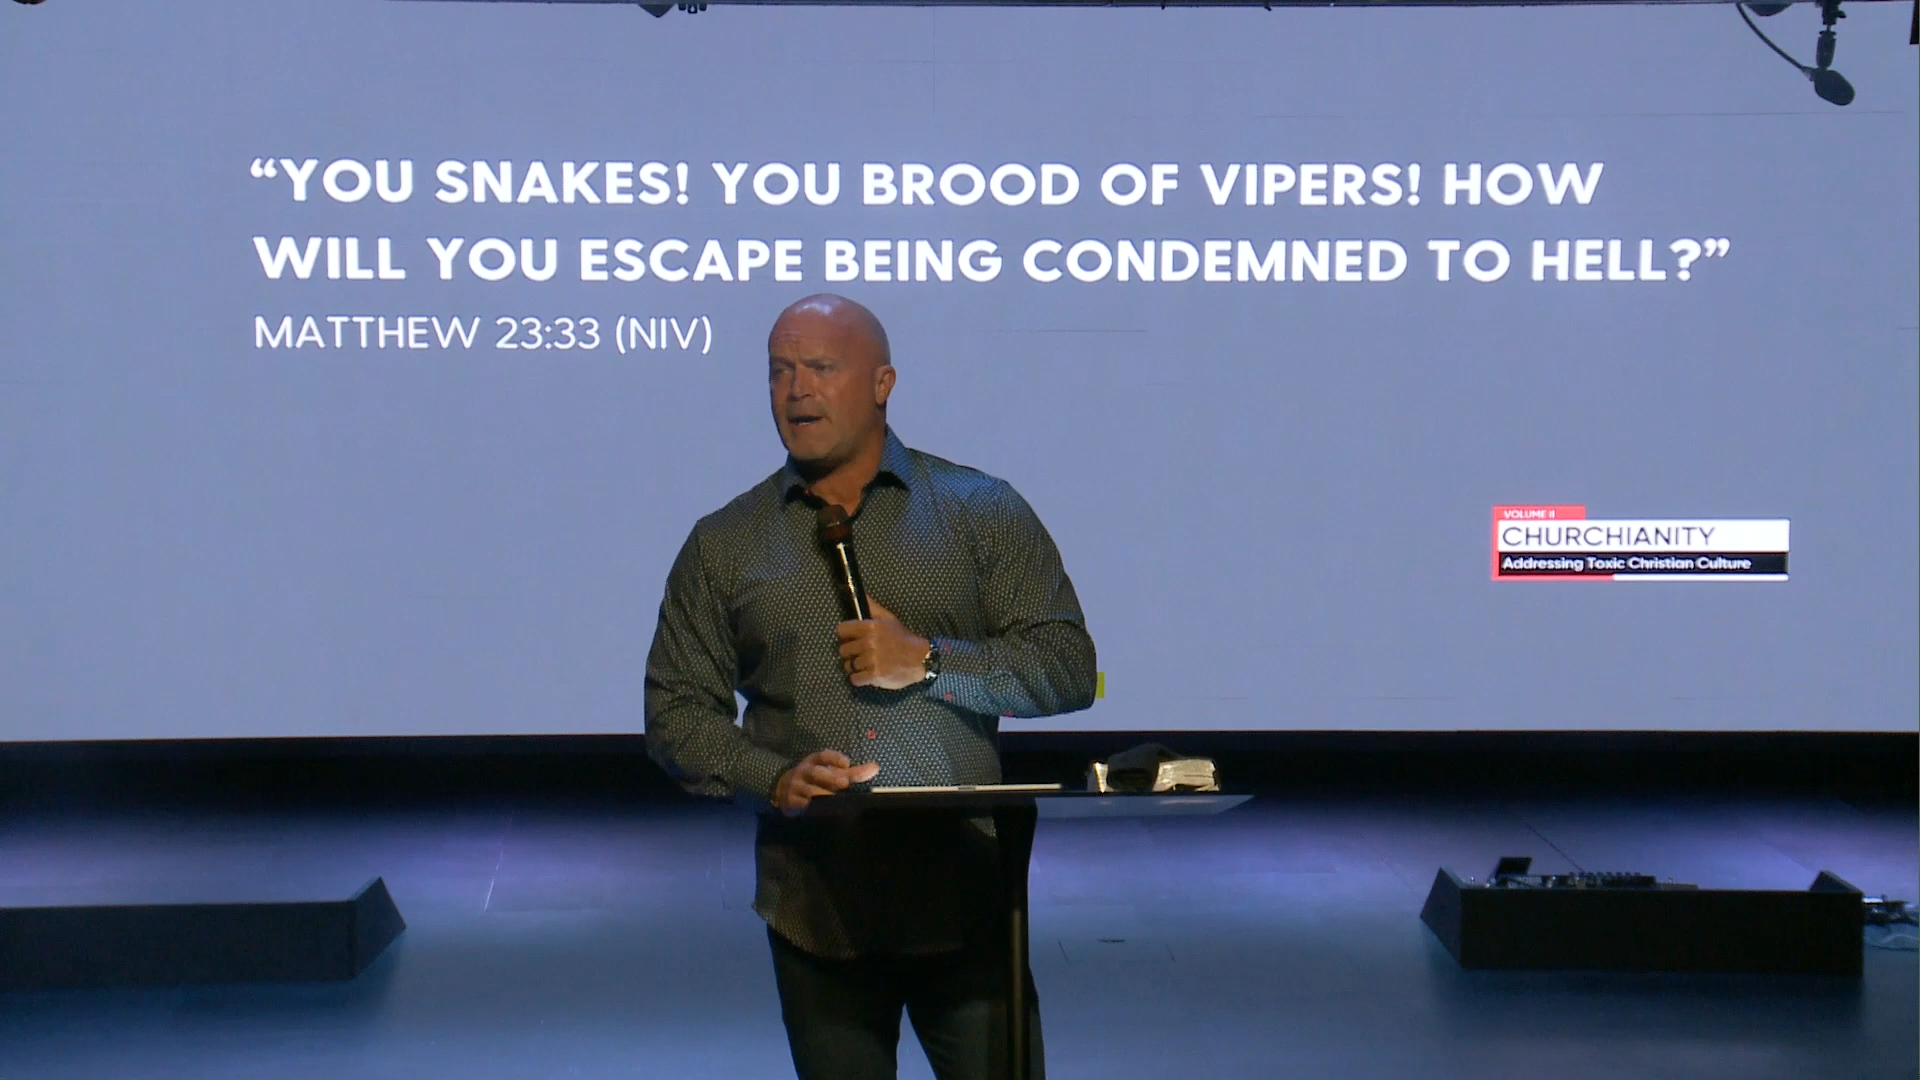 “YOU SNAKES! YOU BROOD OF VIPERS! HOW
WILL YOU ESCAPE BEING CONDEMNED TO HELL?”
MATTHEW 23:33 (NIV)
VOLUME II
CHURCHIANITY
Addressing Toxic Christian Culture